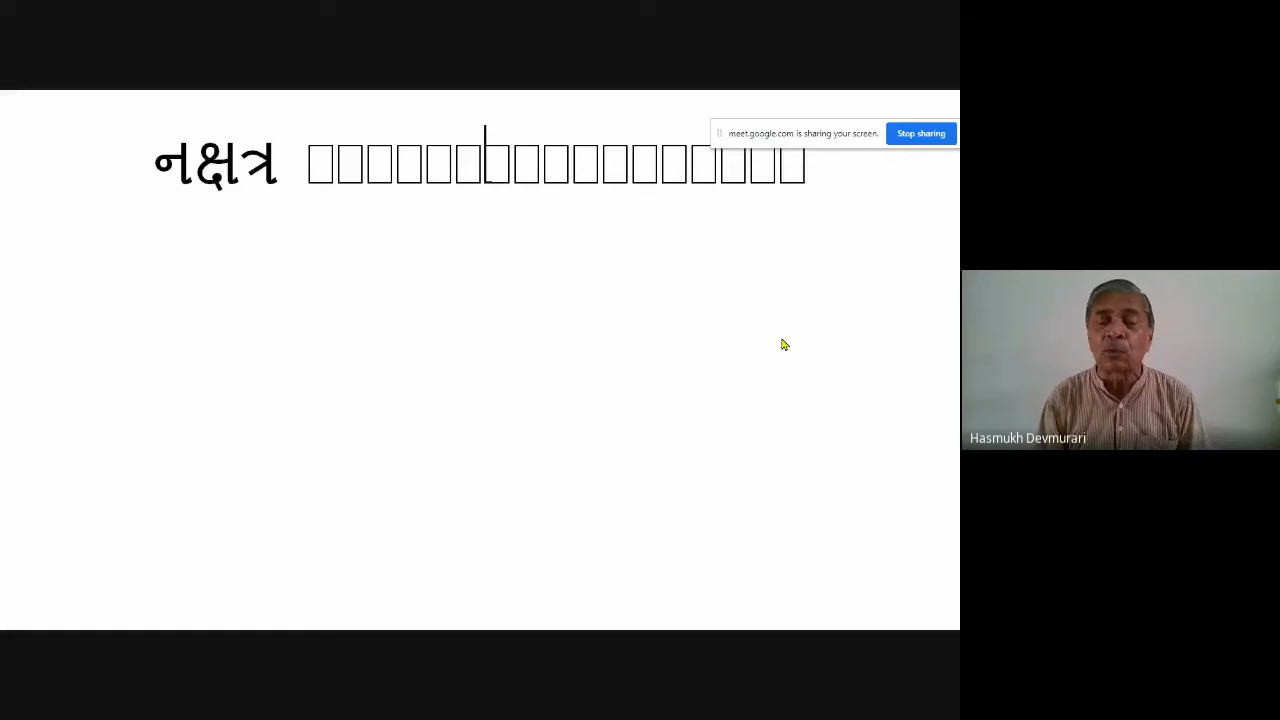 meet.google.com is sharing your screen. Stop sharing
નક્ષત્ર
Hasmukh Devmurari